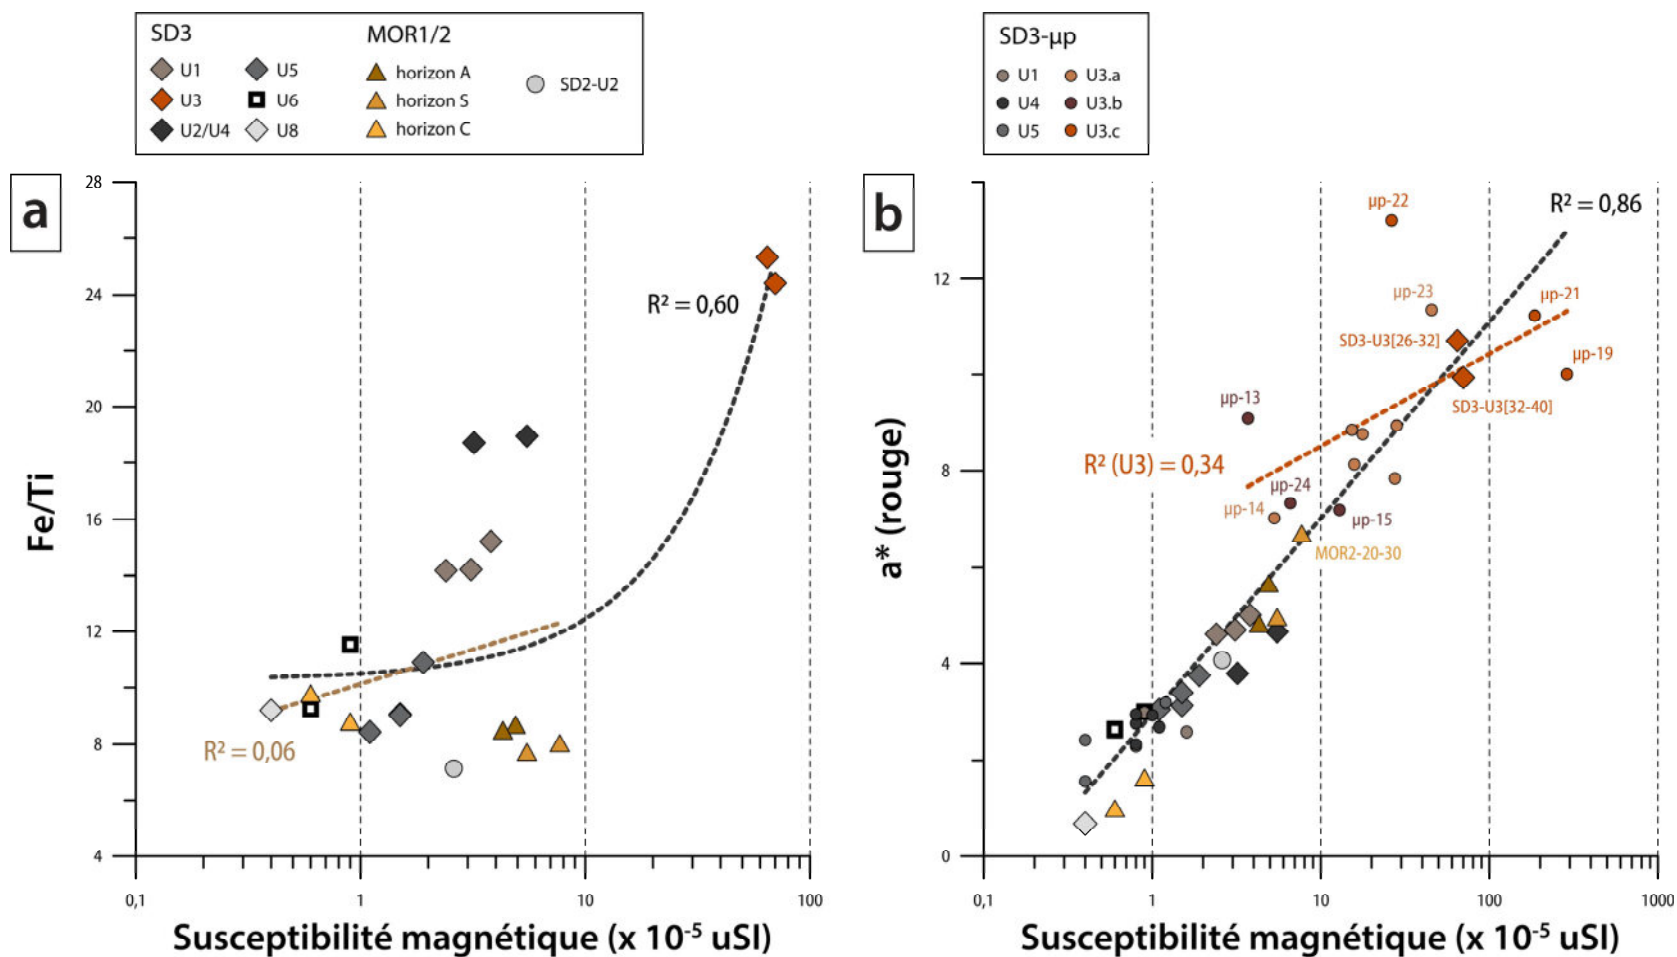 SD3
MOR1/2
U1
U5
horizon A
SD2-U2
U3
U6
horizon S
U2/U4
U8
horizon C
SD3-µp
U1
U3.a
U4
U3.b
U5
U3.c
a
28
24
20
16
12
8
4
Fe/Ti
R² = 0,60
R² = 0,06
0,1
1
10
100
Susceptibilité magnétique (x 10⁻⁵ uSI)
b
12
8
4
0
a* (rouge)
µp-22
R² = 0,86
µp-23
µp-21
SD3-U3[26-32]
µp-19
µp-13
SD3-U3[32-40]
R² (U3) = 0,34
µp-24
µp-14
µp-15
MOR2-20-30
0,1
1
10
100
1000
Susceptibilité magnétique (x 10⁻⁵ uSI)